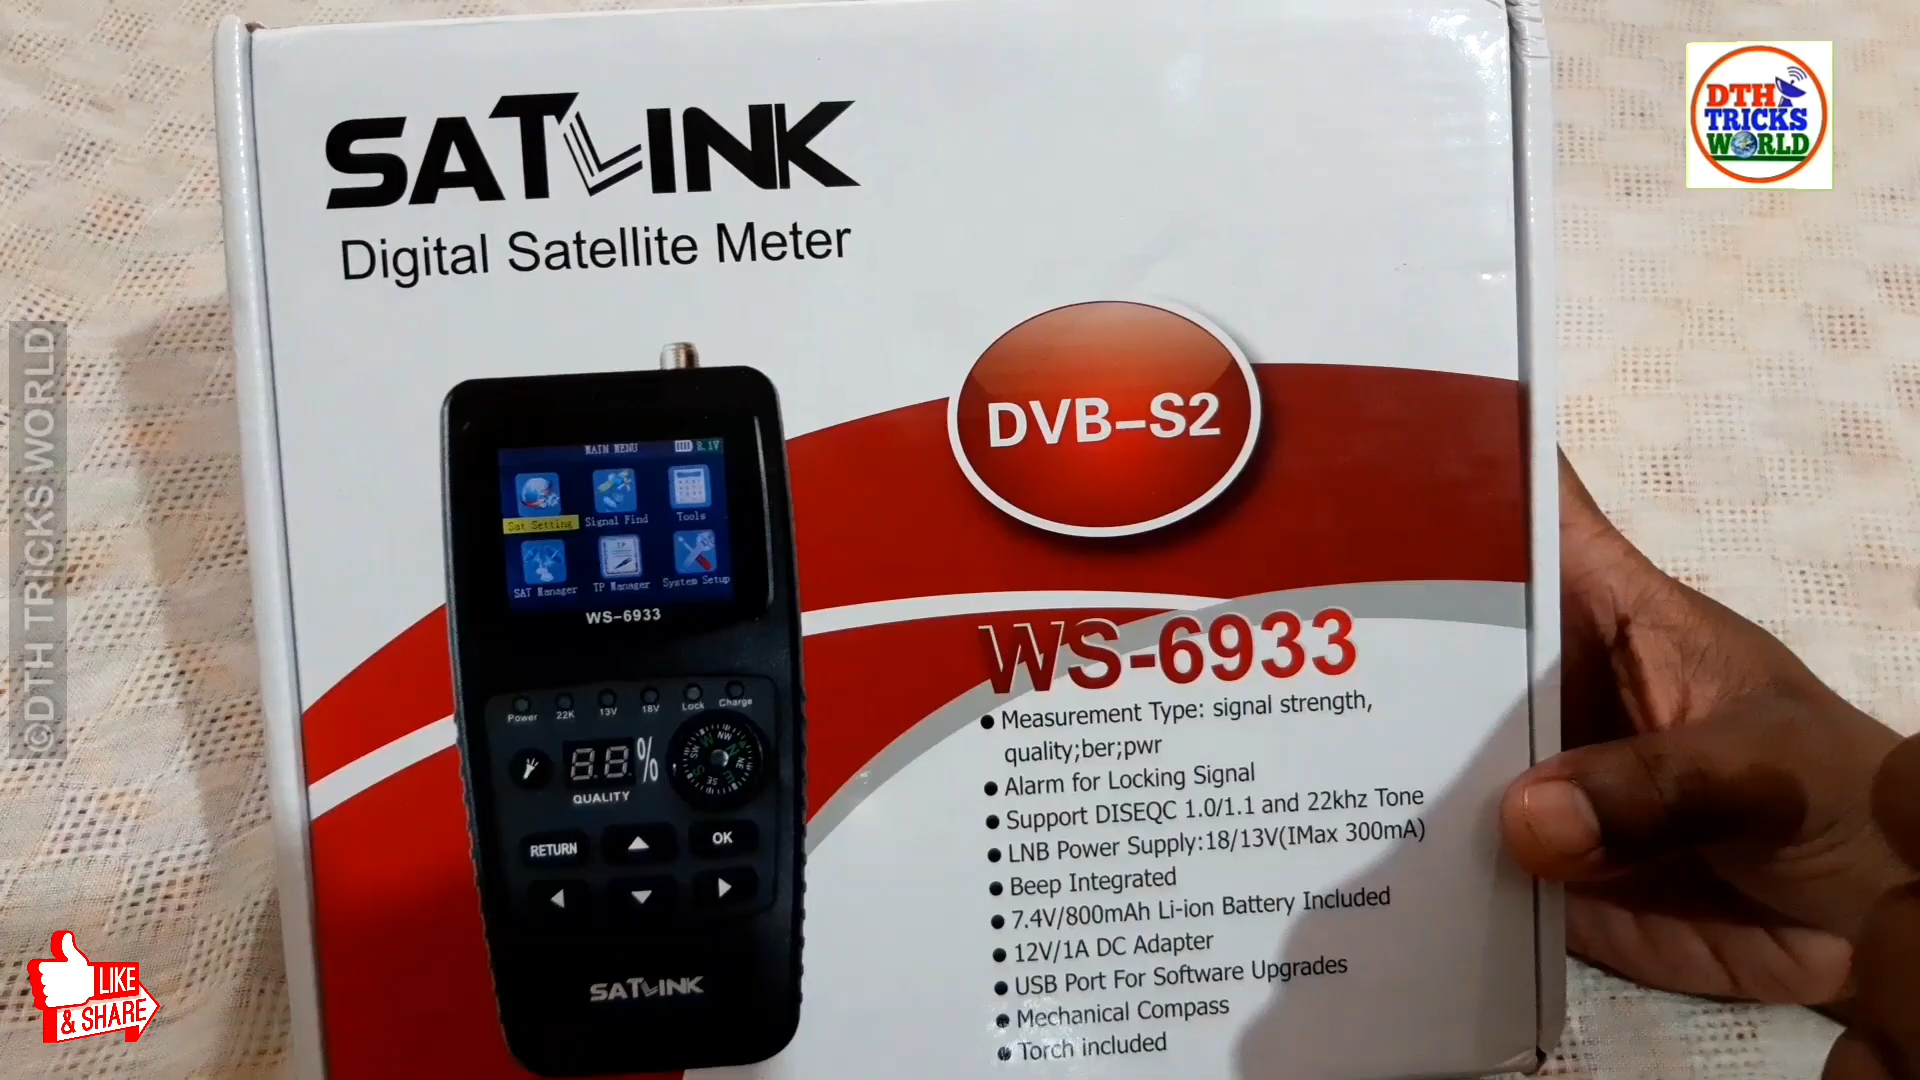 SATLINK
Digital Satellite Meter
DTH
TRICKS
WORLD
©DTH TRICKS WORLD
DVB-S2
MAIN MENU
8.1V
Sat Setting
Signal Find
Tools
SAT Manager
TP Manager
System Setup
WS-6933
Power
22K
13V
18V
Lock
Charge
88%
QUALITY
NW
NE
SE
SW
RETURN
OK
SATLINK
WS-6933
● Measurement Type: signal strength,
quality;ber;pwr
● Alarm for Locking Signal
● Support DISEQC 1.0/1.1 and 22khz Tone
● LNB Power Supply:18/13V(IMax 300mA)
● Beep Integrated
● 7.4V/800mAh Li-ion Battery Included
● 12V/1A DC Adapter
● USB Port For Software Upgrades
● Mechanical Compass
● Torch included
LIKE
& SHARE